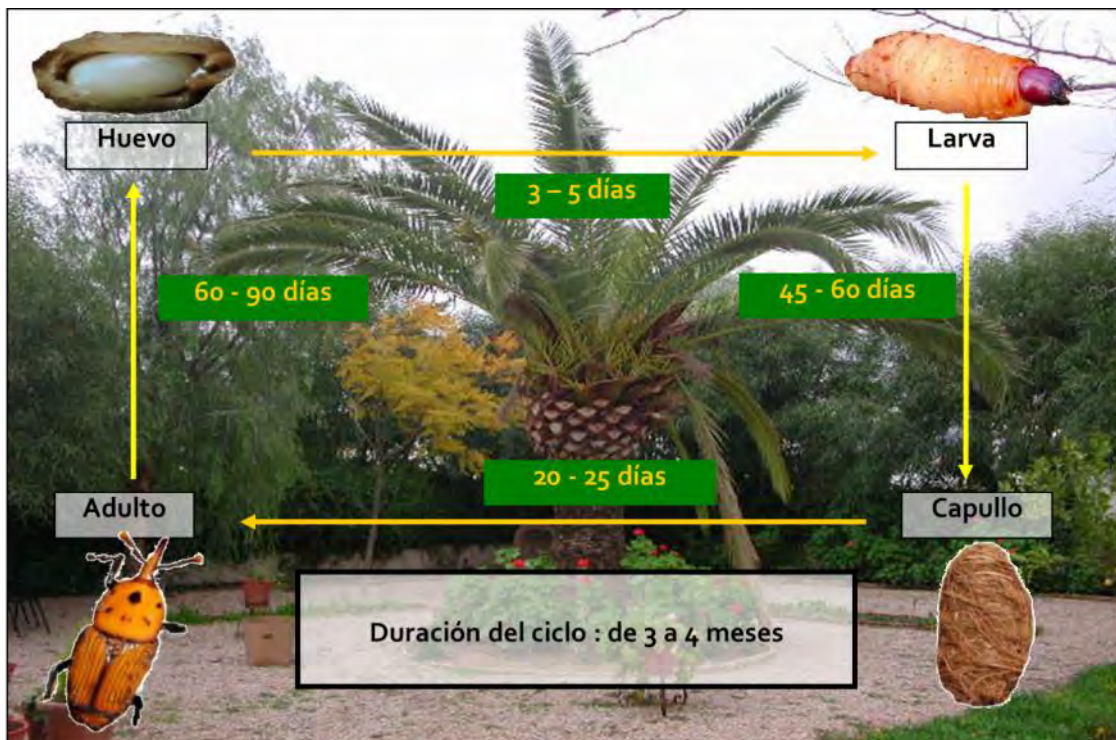 Huevo
Larva
3 – 5 días
60 - 90 días
45 - 60 días
20 - 25 días
Adulto
Capullo
Duración del ciclo : de 3 a 4 meses